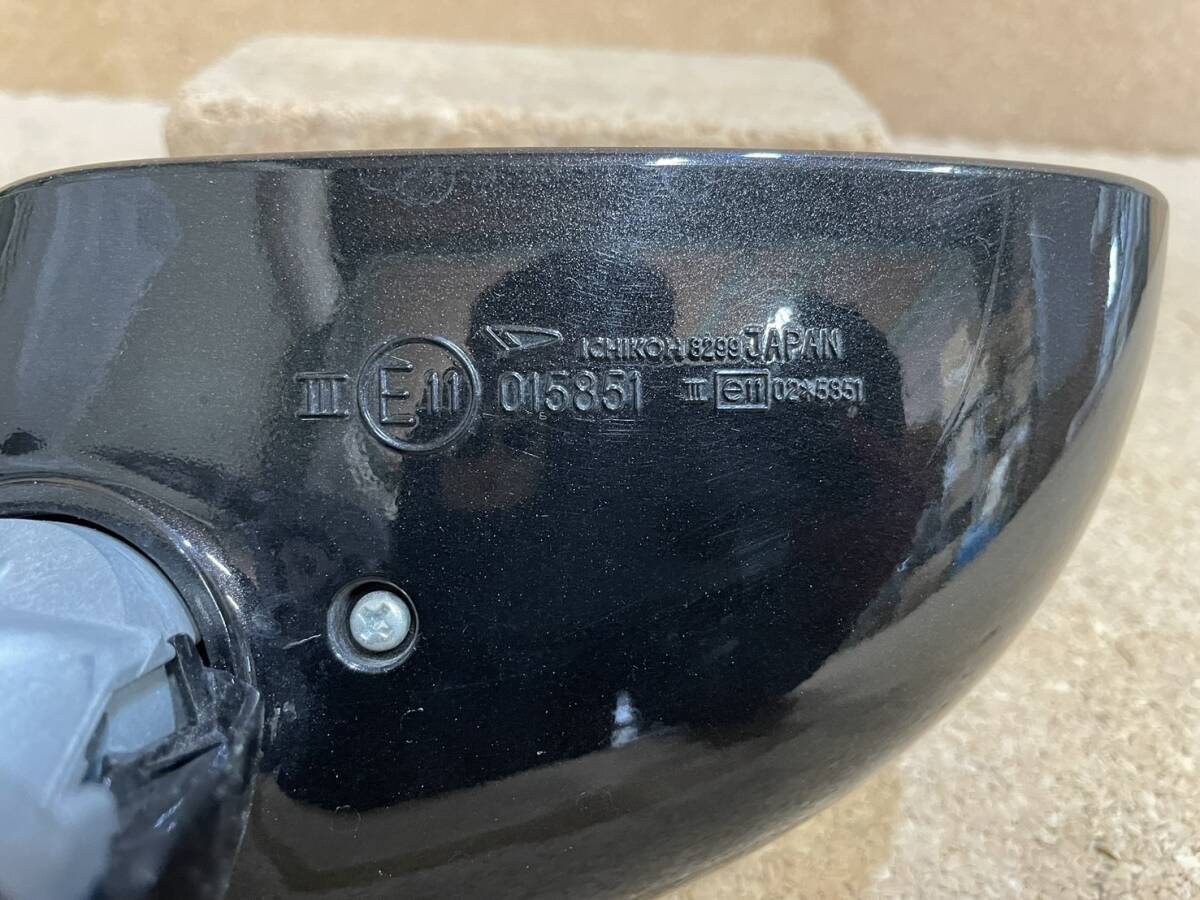 ICHIKOH 8299 JAPAN
III E11 015851 III e11 02*5851